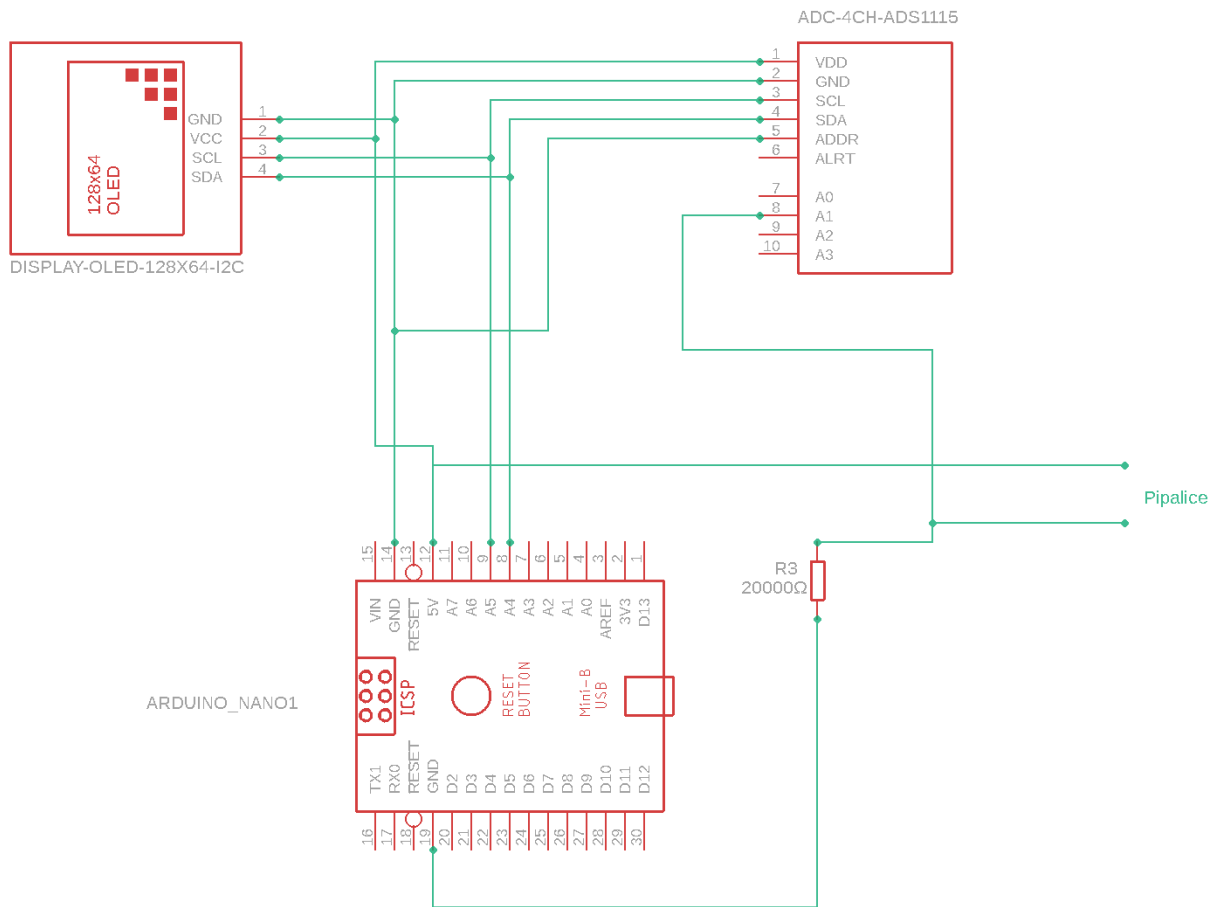 ADC-4CH-ADS1115
1 VDD
2 GND
3 SCL
4 SDA
5 ADDR
6 ALRT
7 A0
8 A1
9 A2
10 A3
128x64
OLED
GND 1
VCC 2
SCL 3
SDA 4
DISPLAY-OLED-128X64-I2C
Pipalice
R3
20000Ω
15 14 13 12 11 10 9 8 7 6 5 4 3 2 1
VIN GND RESET 5V A7 A6 A5 A4 A3 A2 A1 A0 AREF 3V3 D13
ICSP
RESET
BUTTON
Mini-B
USB
ARDUINO_NANO1
TX1 RX0 RESET GND D2 D3 D4 D5 D6 D7 D8 D9 D10 D11 D12
16 17 18 19 20 21 22 23 24 25 26 27 28 29 30